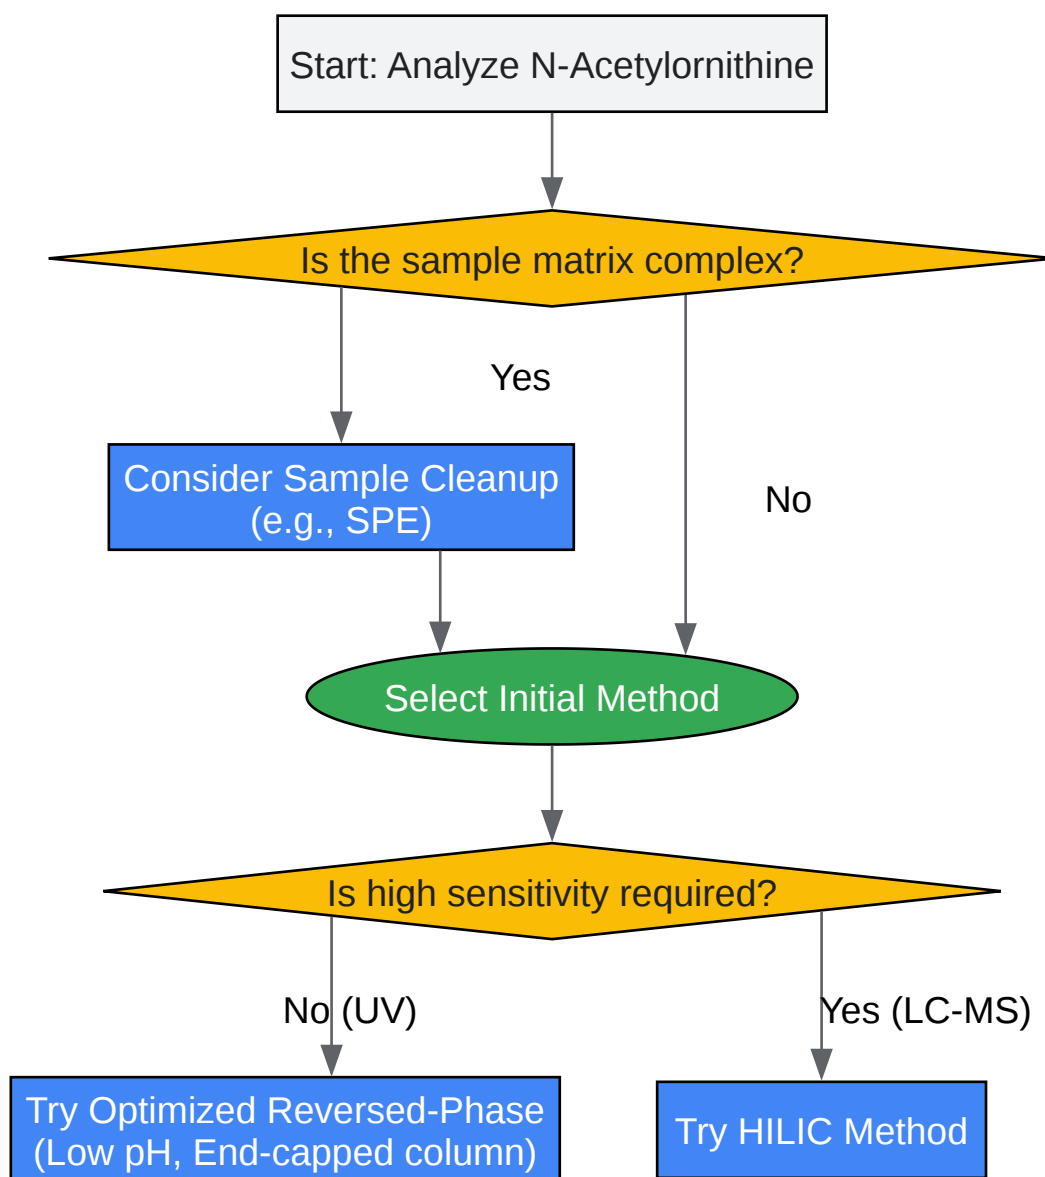 Start: Analyze N-Acetylornithine
Is the sample matrix complex?
Yes
Consider Sample Cleanup
(e.g., SPE)
No
Select Initial Method
Is high sensitivity required?
No (UV)
Yes (LC-MS)
Try Optimized Reversed-Phase
(Low pH, End-capped column)
Try HILIC Method